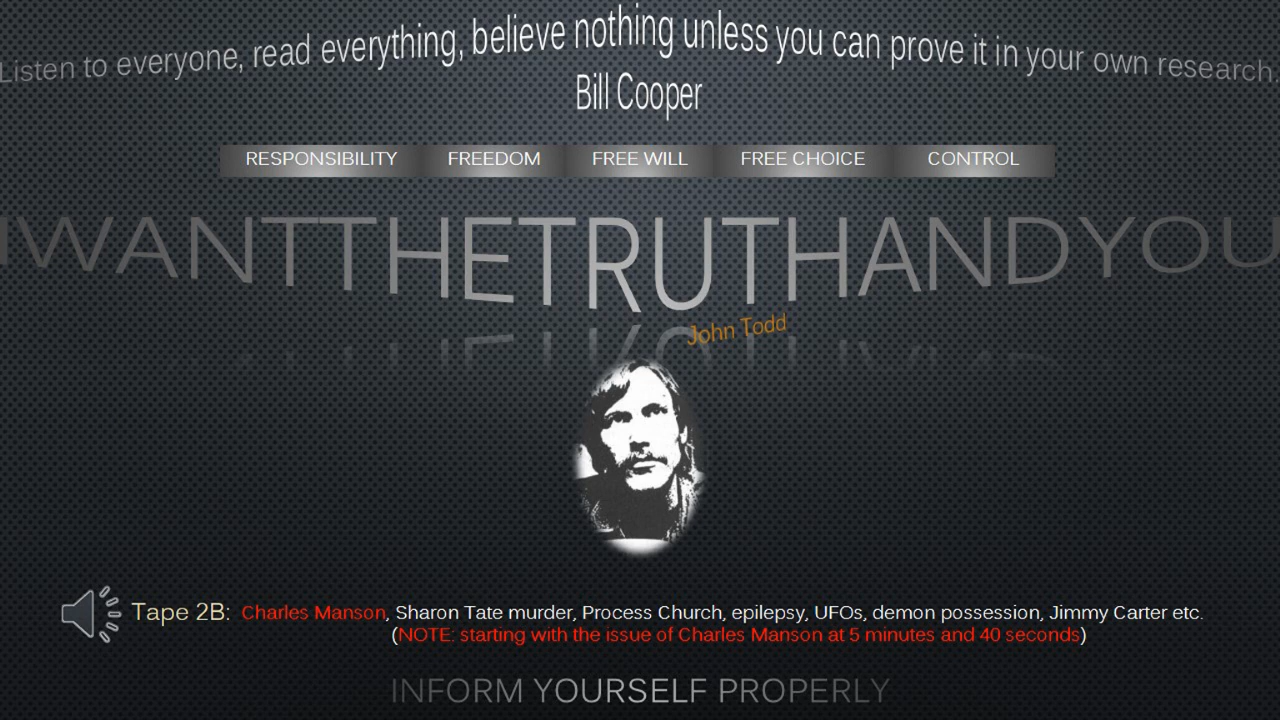 Listen to everyone, read everything, believe nothing unless you can prove it in your own research
Bill Cooper
RESPONSIBILITY FREEDOM FREE WILL FREE CHOICE CONTROL
IWANTTHETRUTHANDYOU
John Todd
Tape 2B: Charles Manson, Sharon Tate murder, Process Church, epilepsy, UFOs, demon possession, Jimmy Carter etc.
(NOTE: starting with the issue of Charles Manson at 5 minutes and 40 seconds)
INFORM YOURSELF PROPERLY